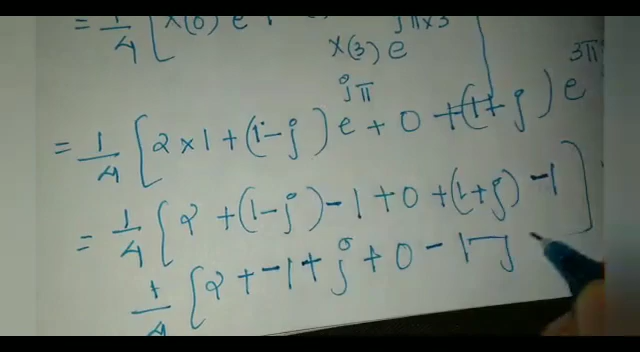 = 1/4 [ x(0) e
jπ×3
x(3) e
jπ 3π
= 1/4 [ 2 × 1 + (1-j) e + 0 + (1+j) e
= 1/4 [ 2 + (1-j) - 1 + 0 + (1+j) - 1 ]
1/4 [ 2 + -1 + j + 0 - 1 - j